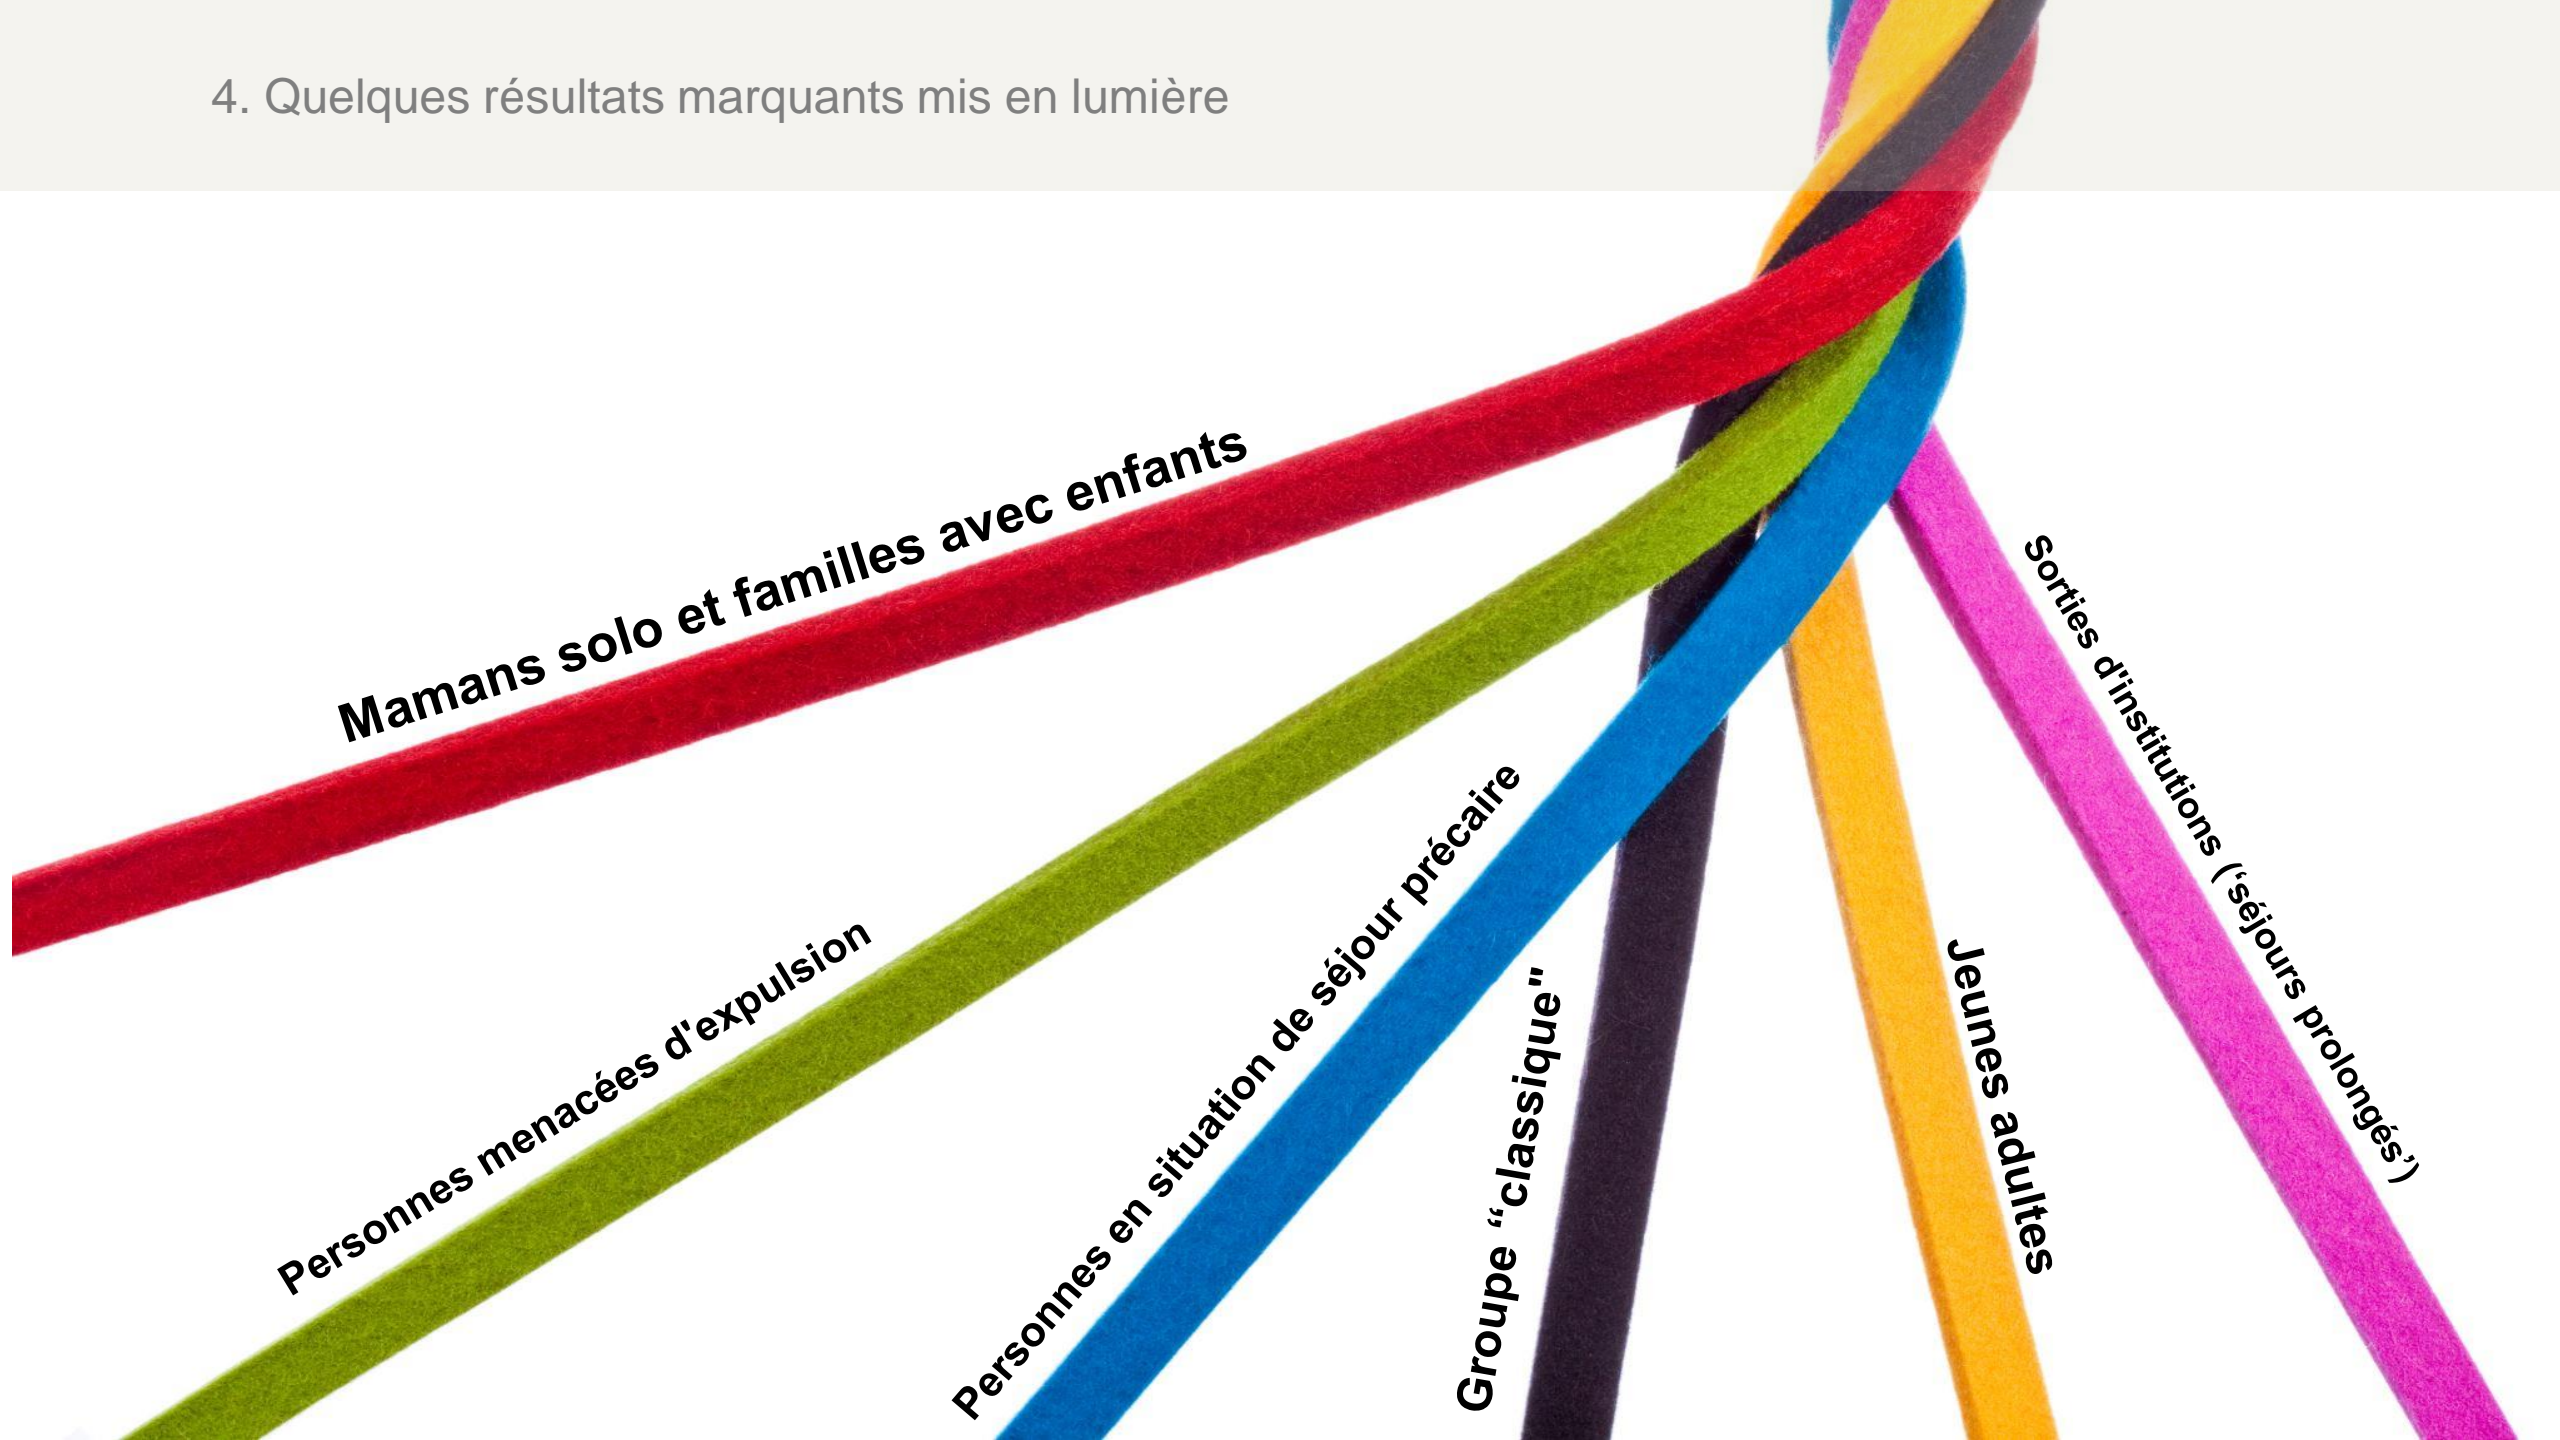 4. Quelques résultats marquants mis en lumière
Mamans solo et familles avec enfants
Personnes menacées d'expulsion
Personnes en situation de séjour précaire
Groupe “classique"
Jeunes adultes
Sorties d'institutions (‘séjours prolongés’)